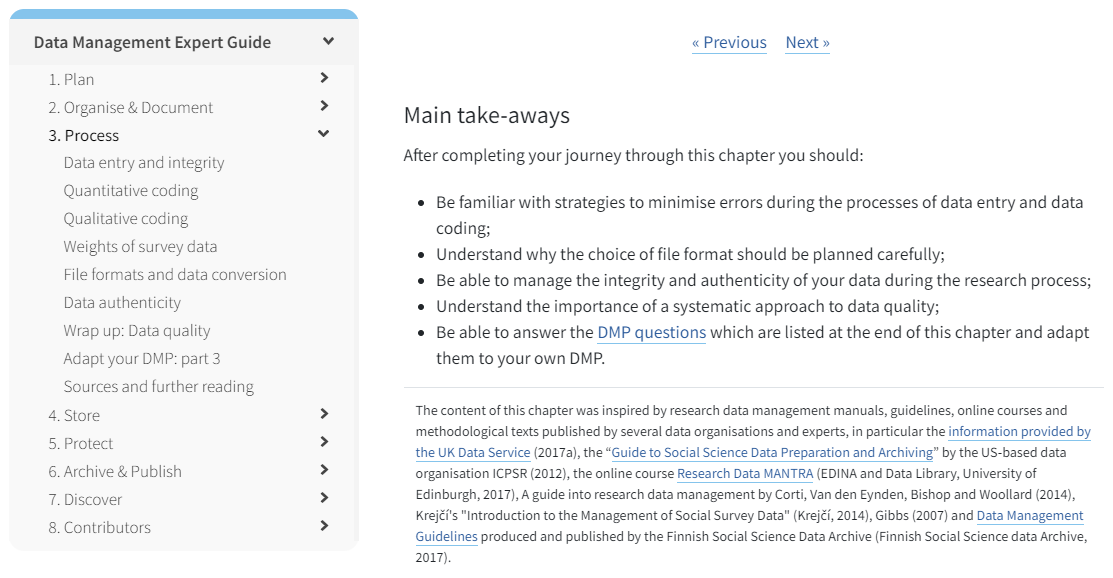 Data Management Expert Guide
1. Plan
2. Organise & Document
3. Process
Data entry and integrity
Quantitative coding
Qualitative coding
Weights of survey data
File formats and data conversion
Data authenticity
Wrap up: Data quality
Adapt your DMP: part 3
Sources and further reading
4. Store
5. Protect
6. Archive & Publish
7. Discover
8. Contributors
« Previous Next »
Main take-aways
After completing your journey through this chapter you should:
• Be familiar with strategies to minimise errors during the processes of data entry and data
coding;
• Understand why the choice of file format should be planned carefully;
• Be able to manage the integrity and authenticity of your data during the research process;
• Understand the importance of a systematic approach to data quality;
• Be able to answer the DMP questions which are listed at the end of this chapter and adapt
them to your own DMP.
The content of this chapter was inspired by research data management manuals, guidelines, online courses and
methodological texts published by several data organisations and experts, in particular the information provided by
the UK Data Service (2017a), the “Guide to Social Science Data Preparation and Archiving” by the US-based data
organisation ICPSR (2012), the online course Research Data MANTRA (EDINA and Data Library, University of
Edinburgh, 2017), A guide into research data management by Corti, Van den Eynden, Bishop and Woollard (2014),
Krejčí's "Introduction to the Management of Social Survey Data" (Krejčí, 2014), Gibbs (2007) and Data Management
Guidelines produced and published by the Finnish Social Science Data Archive (Finnish Social Science data Archive,
2017).